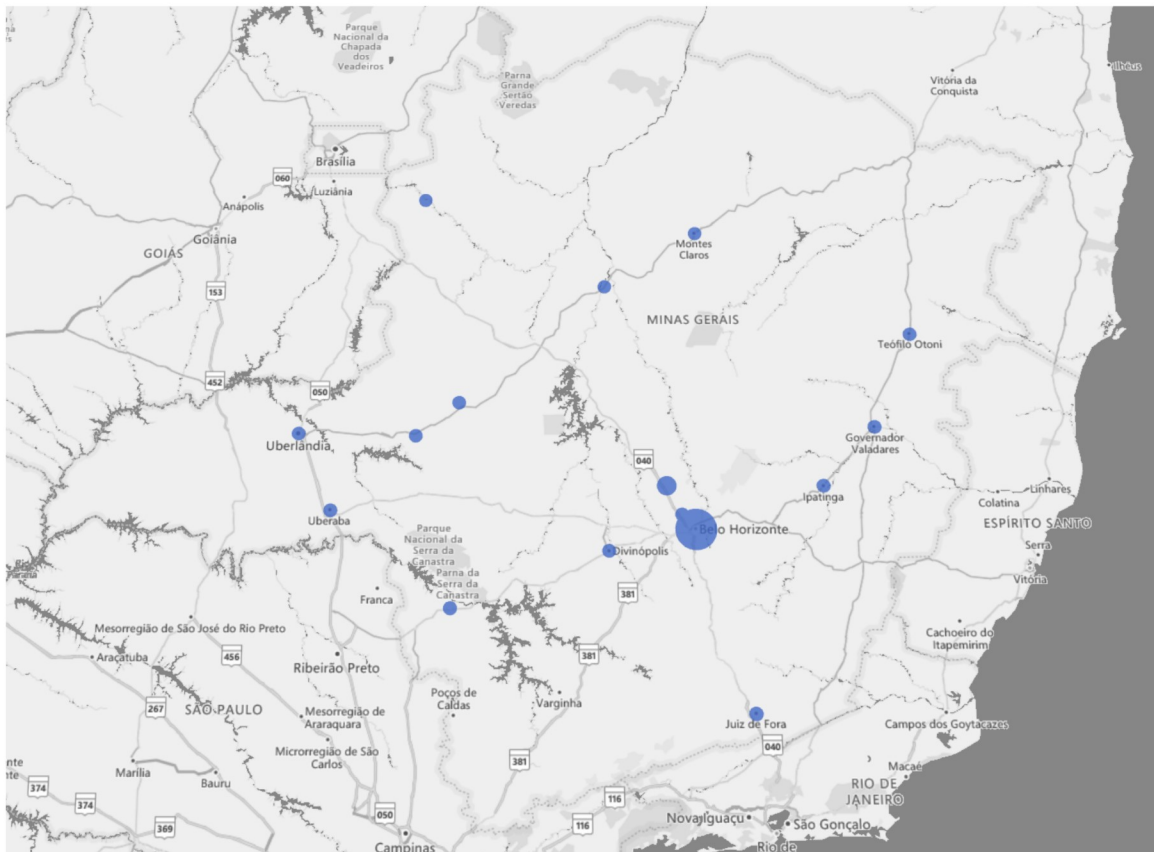 Parque
Nacional da
Chapada
dos
Veadeiros
Parna
Grande
Sertão
Veredas
Ilhéus
Vitória da
Conquista
Brasília
060
Luziânia
Anápolis
Goiânia
GOIÁS
Montes
Claros
153
MINAS GERAIS
Teófilo Otoni
452
050
Uberlândia
Governador
Valadares
040
Ipatinga
Linhares
Colatina
Uberaba
Belo Horizonte
ESPÍRITO SANTO
Parque
Nacional da
Serra da
Canastra
Divinópolis
Serra
Parna da
Serra da
Canastra
Vitória
381
Franca
Mesorregião de São José do Rio Preto
Cachoeiro do
Itapemirim
Araçatuba
456
381
Ribeirão Preto
Poços de
Caldas
Varginha
267
SÃO PAULO
Mesorregião de
Araraquara
Juiz de Fora
Campos dos Goytacazes
040
Microrregião de São
Carlos
381
Macaé
Marília
Bauru
nte
te
374
374
RIO DE
JANEIRO
116
050
369
116
Nova Iguaçu
São Gonçalo
Campinas
Rio de